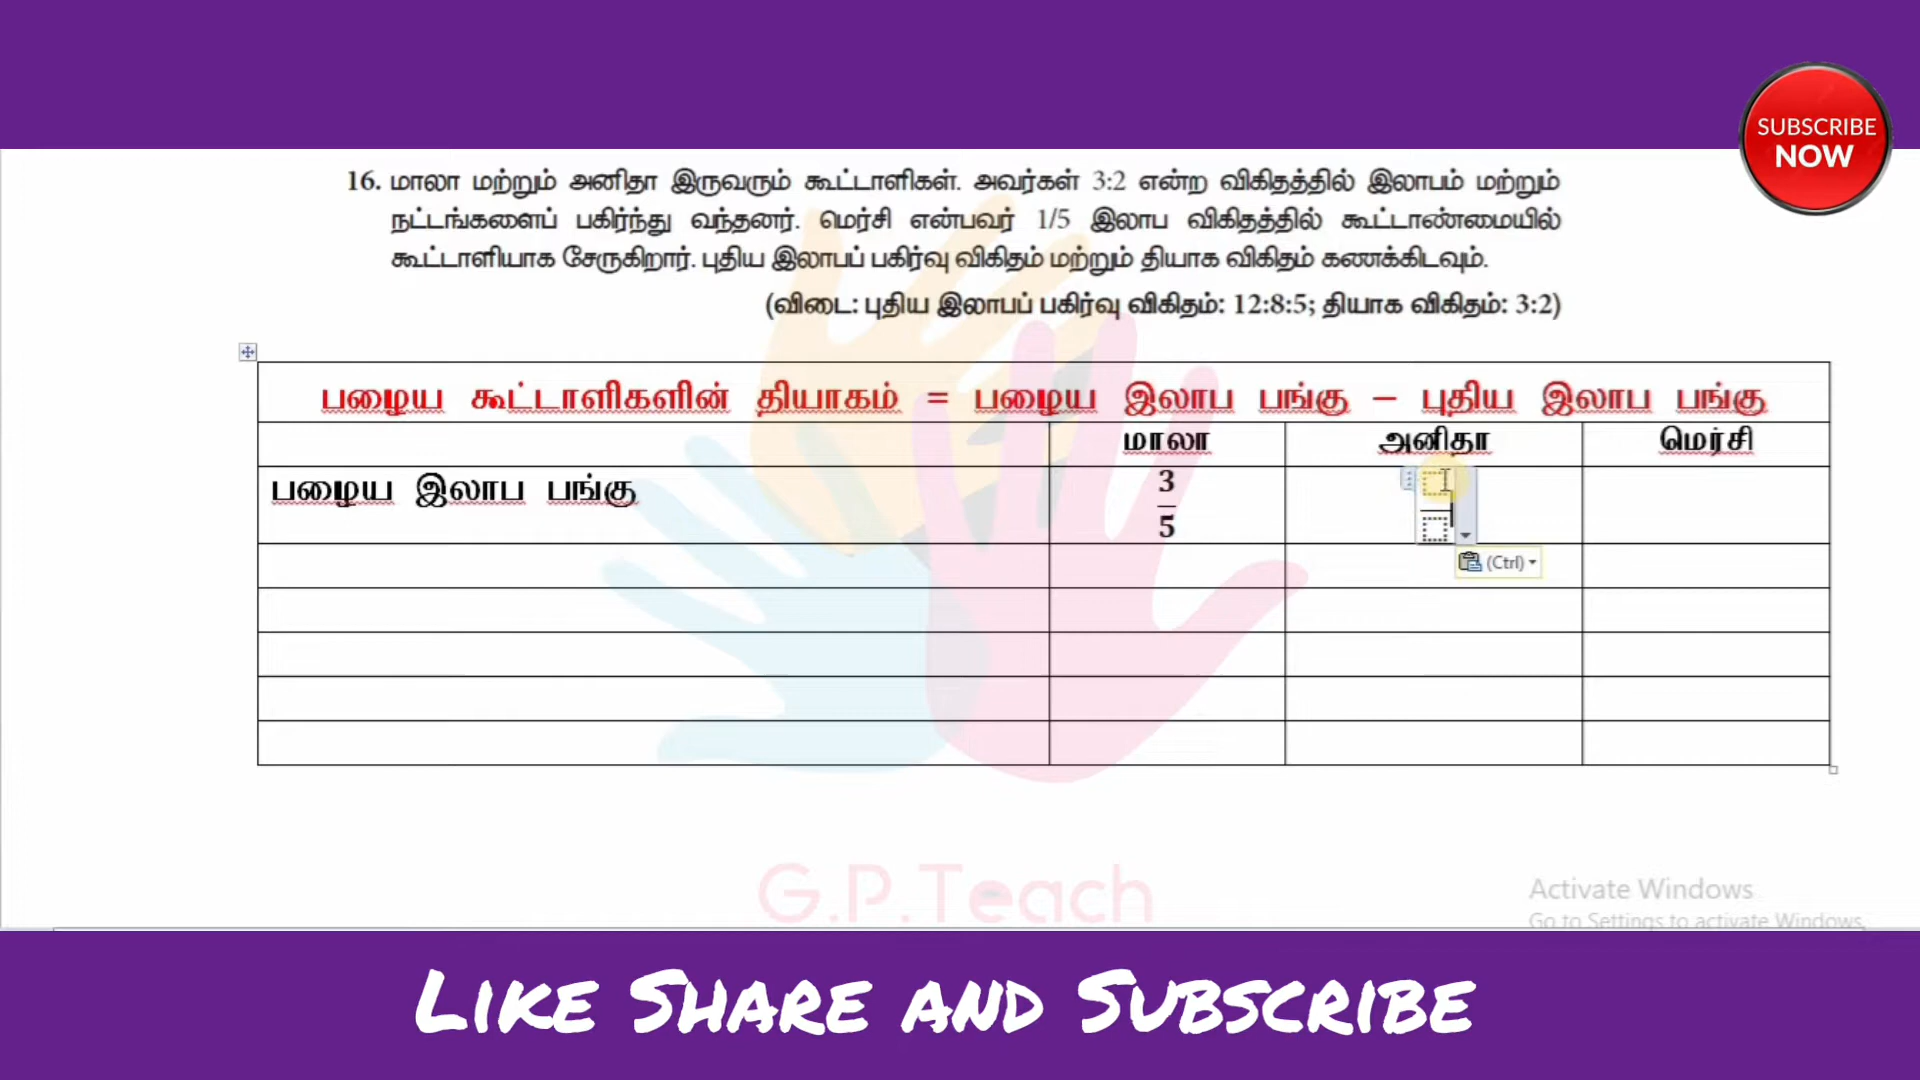 SUBSCRIBE
NOW
16. மாலா மற்றும் அனிதா இருவரும் கூட்டாளிகள். அவர்கள் 3:2 என்ற விகிதத்தில் இலாபம் மற்றும்
நட்டங்களைப் பகிர்ந்து வந்தனர். மெர்சி என்பவர் 1/5 இலாப விகிதத்தில் கூட்டாண்மையில்
கூட்டாளியாக சேருகிறார். புதிய இலாபப் பகிர்வு விகிதம் மற்றும் தியாக விகிதம் கணக்கிடவும்.
(விடை: புதிய இலாபப் பகிர்வு விகிதம்: 12:8:5; தியாக விகிதம்: 3:2)
பழைய கூட்டாளிகளின் தியாகம் = பழைய இலாப பங்கு – புதிய இலாப பங்கு
மாலா அனிதா மெர்சி
பழைய இலாப பங்கு 3/5
(Ctrl)
G.P.Teach
Activate Windows
Go to Settings to activate Windows.
LIKE SHARE AND SUBSCRIBE